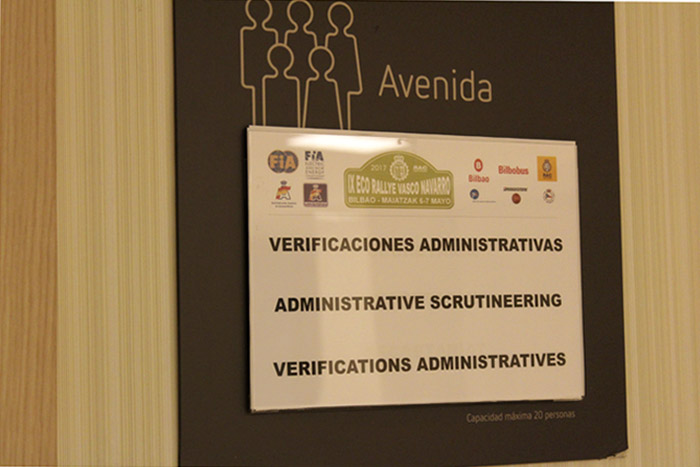 Avenida
FiA
FiA
2017
IX ECO RALLYE VASCO NAVARRO
BILBAO - MAIATZAK 6-7 MAYO
Bilbao
Bilbobus
VERIFICACIONES ADMINISTRATIVAS
ADMINISTRATIVE SCRUTINEERING
VERIFICATIONS ADMINISTRATIVES
Capacidad máxima 20 personas